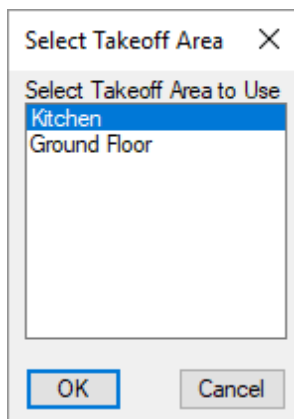 Select Takeoff Area
Select Takeoff Area to Use
Kitchen
Ground Floor
OK Cancel